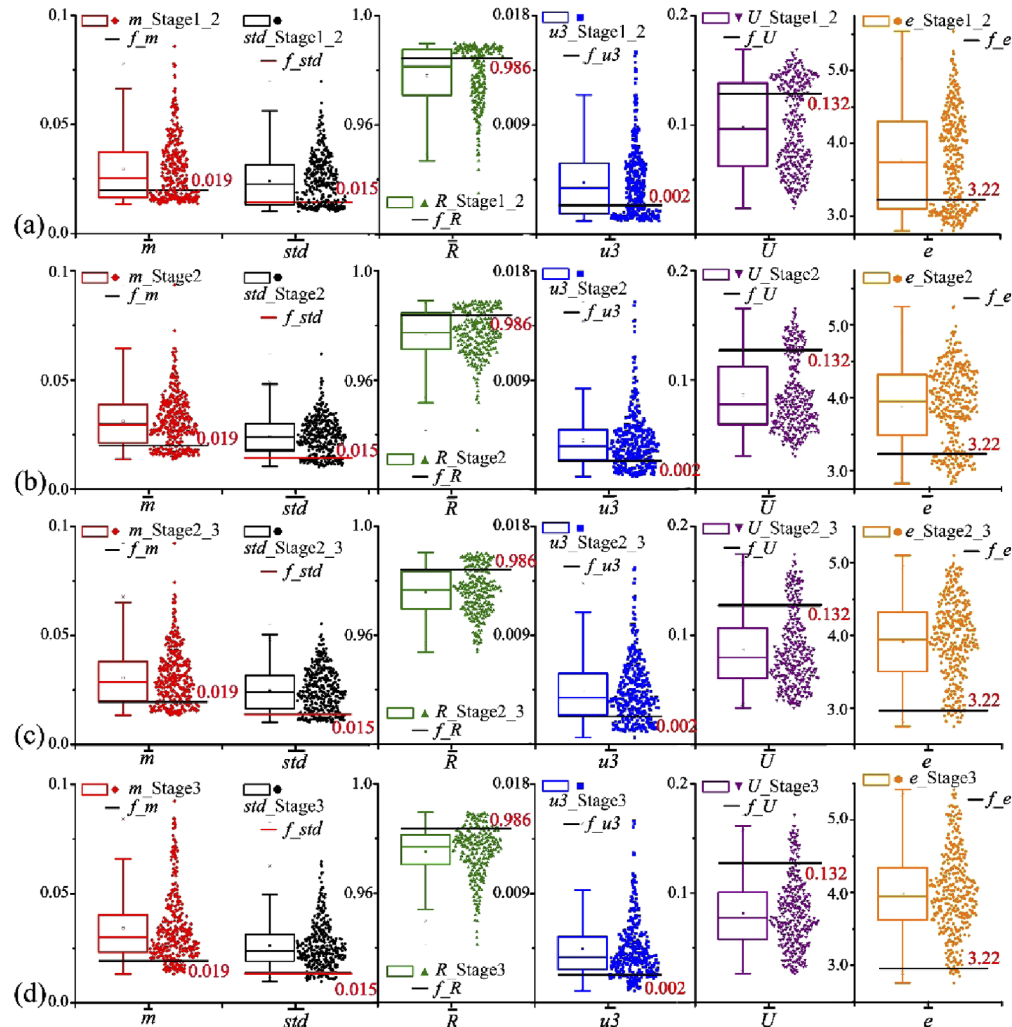 0.1 m_Stage1_2 f_m std_Stage1_2 f_std 1.0 0.018 u3_Stage1_2 f_u3 0.2 U_Stage1_2 f_U e_Stage1_2 f_e
0.986 5.0
0.132
0.05 0.96 0.009 0.1 4.0
0.019 0.015 R_Stage1_2 f_R 0.002 3.22
3.0
(a) 0.0
m̄ s̄t̄d̄ R̄ ū3̄ Ū ē
0.1 m_Stage2 f_m std_Stage2 f_std 1.0 0.018 u3_Stage2 f_u3 0.2 U_Stage2 f_U e_Stage2 f_e
0.986 5.0
0.132
0.05 0.96 0.009 0.1 4.0
0.019 0.015 R_Stage2 f_R 0.002 3.22
3.0
(b) 0.0
m̄ s̄t̄d̄ R̄ ū3̄ Ū ē
0.1 m_Stage2_3 f_m std_Stage2_3 f_std 1.0 0.018 u3_Stage2_3 f_u3 0.2 U_Stage2_3 f_U e_Stage2_3 f_e
0.986 5.0
0.132
0.05 0.96 0.009 0.1 4.0
0.019 0.015 R_Stage2_3 f_R 0.002 3.22
3.0
(c) 0.0
m̄ s̄t̄d̄ R̄ ū3̄ Ū ē
0.1 m_Stage3 f_m std_Stage3 f_std 1.0 0.018 u3_Stage3 f_u3 0.2 U_Stage3 f_U e_Stage3 f_e
0.986 5.0
0.132
0.05 0.96 0.009 0.1 4.0
0.019 0.015 R_Stage3 f_R 0.002 3.22
3.0
(d) 0.0
m̄ s̄t̄d̄ R̄ ū3̄ Ū ē